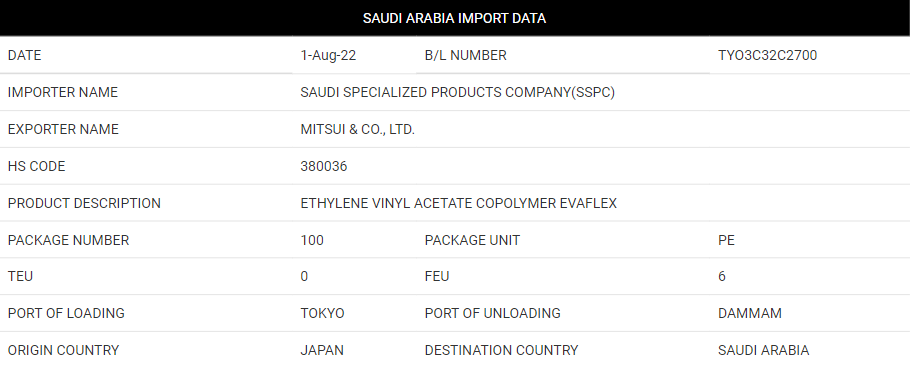 SAUDI ARABIA IMPORT DATA
DATE 1-Aug-22 B/L NUMBER TYO3C32C2700
IMPORTER NAME SAUDI SPECIALIZED PRODUCTS COMPANY(SSPC)
EXPORTER NAME MITSUI & CO., LTD.
HS CODE 380036
PRODUCT DESCRIPTION ETHYLENE VINYL ACETATE COPOLYMER EVAFLEX
PACKAGE NUMBER 100 PACKAGE UNIT PE
TEU 0 FEU 6
PORT OF LOADING TOKYO PORT OF UNLOADING DAMMAM
ORIGIN COUNTRY JAPAN DESTINATION COUNTRY SAUDI ARABIA